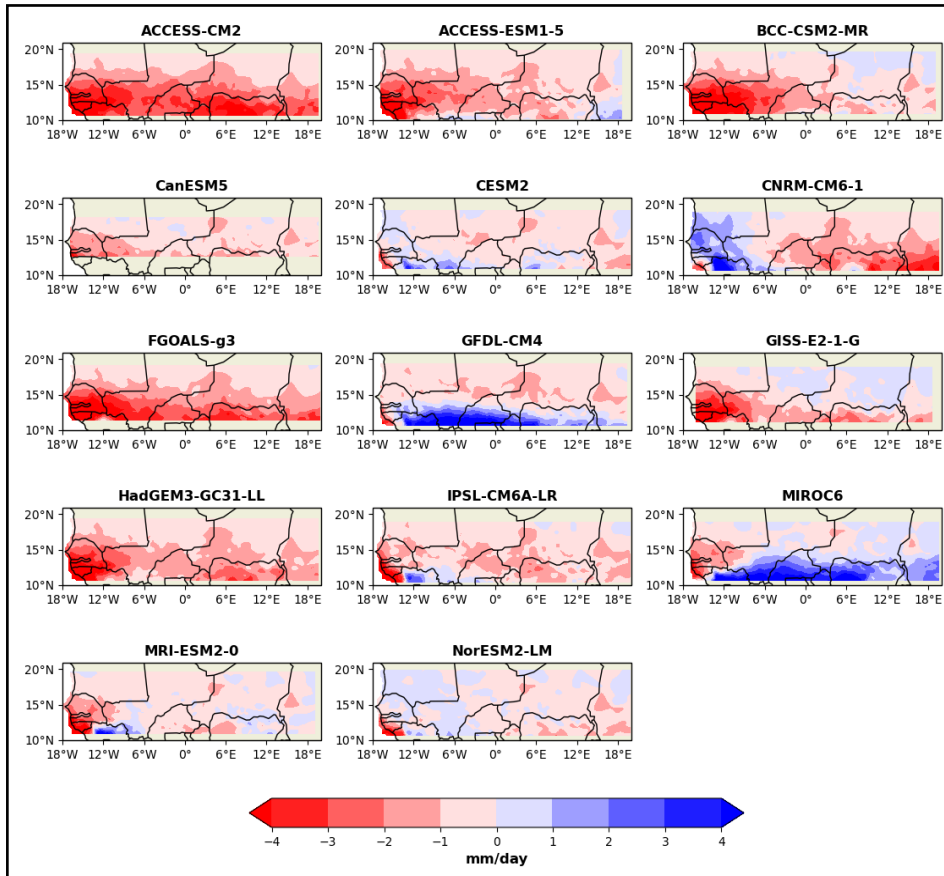 ACCESS-CM2 ACCESS-ESM1-5 BCC-CSM2-MR
20°N 20°N 20°N
15°N 15°N 15°N
10°N 10°N 10°N
18°W 12°W 6°W 0° 6°E 12°E 18°E 18°W 12°W 6°W 0° 6°E 12°E 18°E 18°W 12°W 6°W 0° 6°E 12°E 18°E
CanESM5 CESM2 CNRM-CM6-1
20°N 20°N 20°N
15°N 15°N 15°N
10°N 10°N 10°N
18°W 12°W 6°W 0° 6°E 12°E 18°E 18°W 12°W 6°W 0° 6°E 12°E 18°E 18°W 12°W 6°W 0° 6°E 12°E 18°E
FGOALS-g3 GFDL-CM4 GISS-E2-1-G
20°N 20°N 20°N
15°N 15°N 15°N
10°N 10°N 10°N
18°W 12°W 6°W 0° 6°E 12°E 18°E 18°W 12°W 6°W 0° 6°E 12°E 18°E 18°W 12°W 6°W 0° 6°E 12°E 18°E
HadGEM3-GC31-LL IPSL-CM6A-LR MIROC6
20°N 20°N 20°N
15°N 15°N 15°N
10°N 10°N 10°N
18°W 12°W 6°W 0° 6°E 12°E 18°E 18°W 12°W 6°W 0° 6°E 12°E 18°E 18°W 12°W 6°W 0° 6°E 12°E 18°E
MRI-ESM2-0 NorESM2-LM
20°N 20°N
15°N 15°N
10°N 10°N
18°W 12°W 6°W 0° 6°E 12°E 18°E 18°W 12°W 6°W 0° 6°E 12°E 18°E
−4 −3 −2 −1 0 1 2 3 4
mm/day